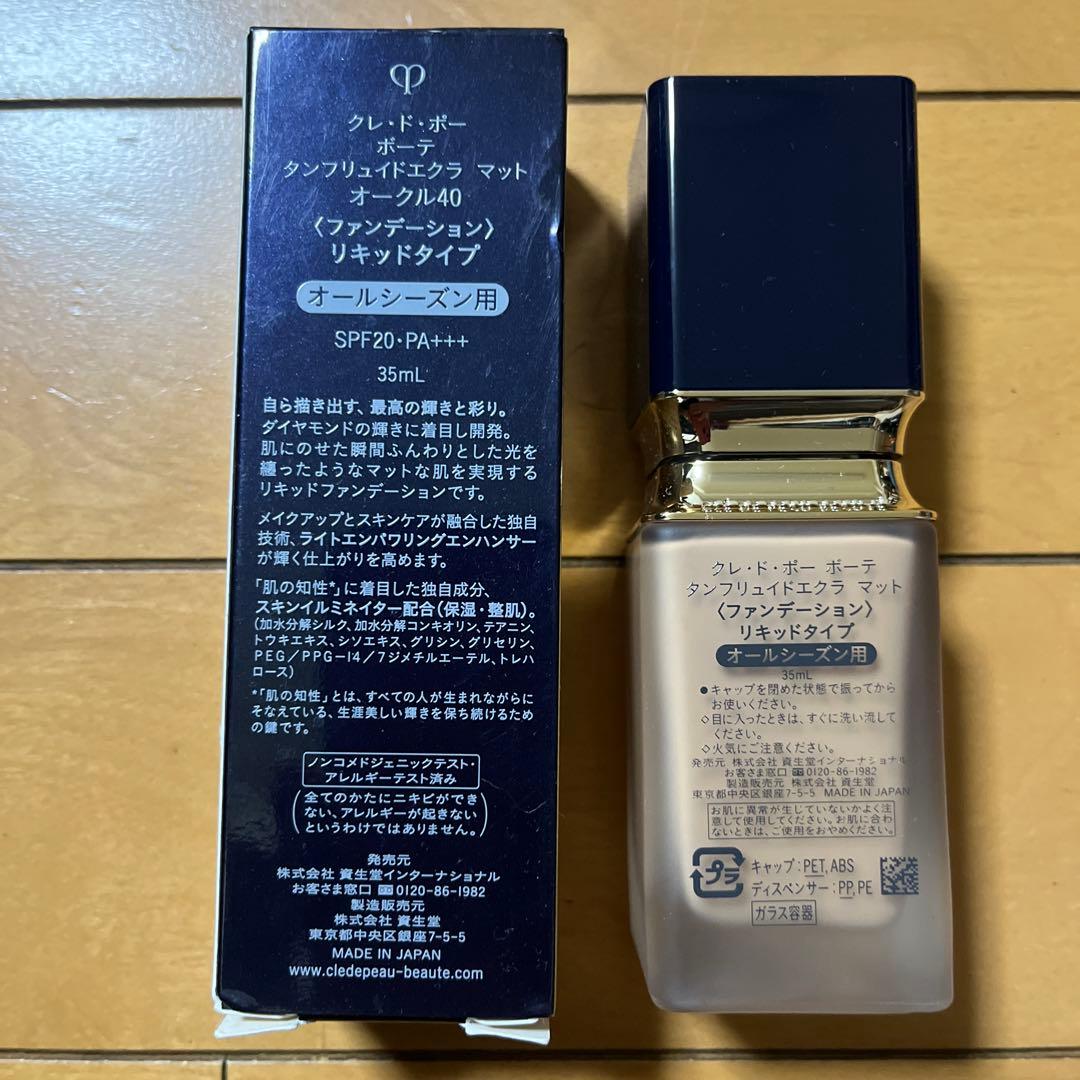 クレ・ド・ポー
ボーテ
タンフリュイドエクラ マット
オークル40
〈ファンデーション〉
リキッドタイプ
オールシーズン用
SPF20・PA+++
35mL
自ら描き出す、最高の輝きと彩り。
ダイヤモンドの輝きに着目し開発。
肌にのせた瞬間ふんわりとした光を
纏ったようなマットな肌を実現する
リキッドファンデーションです。
メイクアップとスキンケアが融合した独自
技術、ライトエンパワリングエンハンサー
が輝く仕上がりを高めます。
「肌の知性*」に着目した独自成分、
スキンイルミネイター配合(保湿・整肌)。
(加水分解シルク、加水分解コンキオリン、テアニン、
トウキエキス、シソエキス、グリシン、グリセリン、
PEG/PPG-14/7ジメチルエーテル、トレハ
ロース)
*「肌の知性」とは、すべての人が生まれながらに
そなえている、生涯美しい輝きを保ち続けるため
の鍵です。
ノンコメドジェニックテスト・
アレルギーテスト済み
(全てのかたにニキビができ
ない、アレルギーが起きない
というわけではありません。)
発売元
株式会社 資生堂インターナショナル
お客さま窓口 0120-86-1982
製造販売元
株式会社 資生堂
東京都中央区銀座7-5-5
MADE IN JAPAN
www.cledepeau-beaute.com
CLÉ DE PEAU BEAUTÉ
クレ・ド・ポー ボーテ
タンフリュイドエクラ マット
〈ファンデーション〉
リキッドタイプ
オールシーズン用
35mL
●キャップを閉めた状態で振ってから
お使いください。
◇目に入ったときは、すぐに洗い流して
ください。
◇火気にご注意ください。
発売元 株式会社 資生堂インターナショナル
お客さま窓口 0120-86-1982
製造販売元 株式会社 資生堂
東京都中央区銀座7-5-5 MADE IN JAPAN
お肌に異常が生じていないかよく注
意して使用してください。お肌に合わ
ないときは、ご使用をおやめください。
プラ
キャップ:PET,ABS
ディスペンサー:PP,PE
ガラス容器